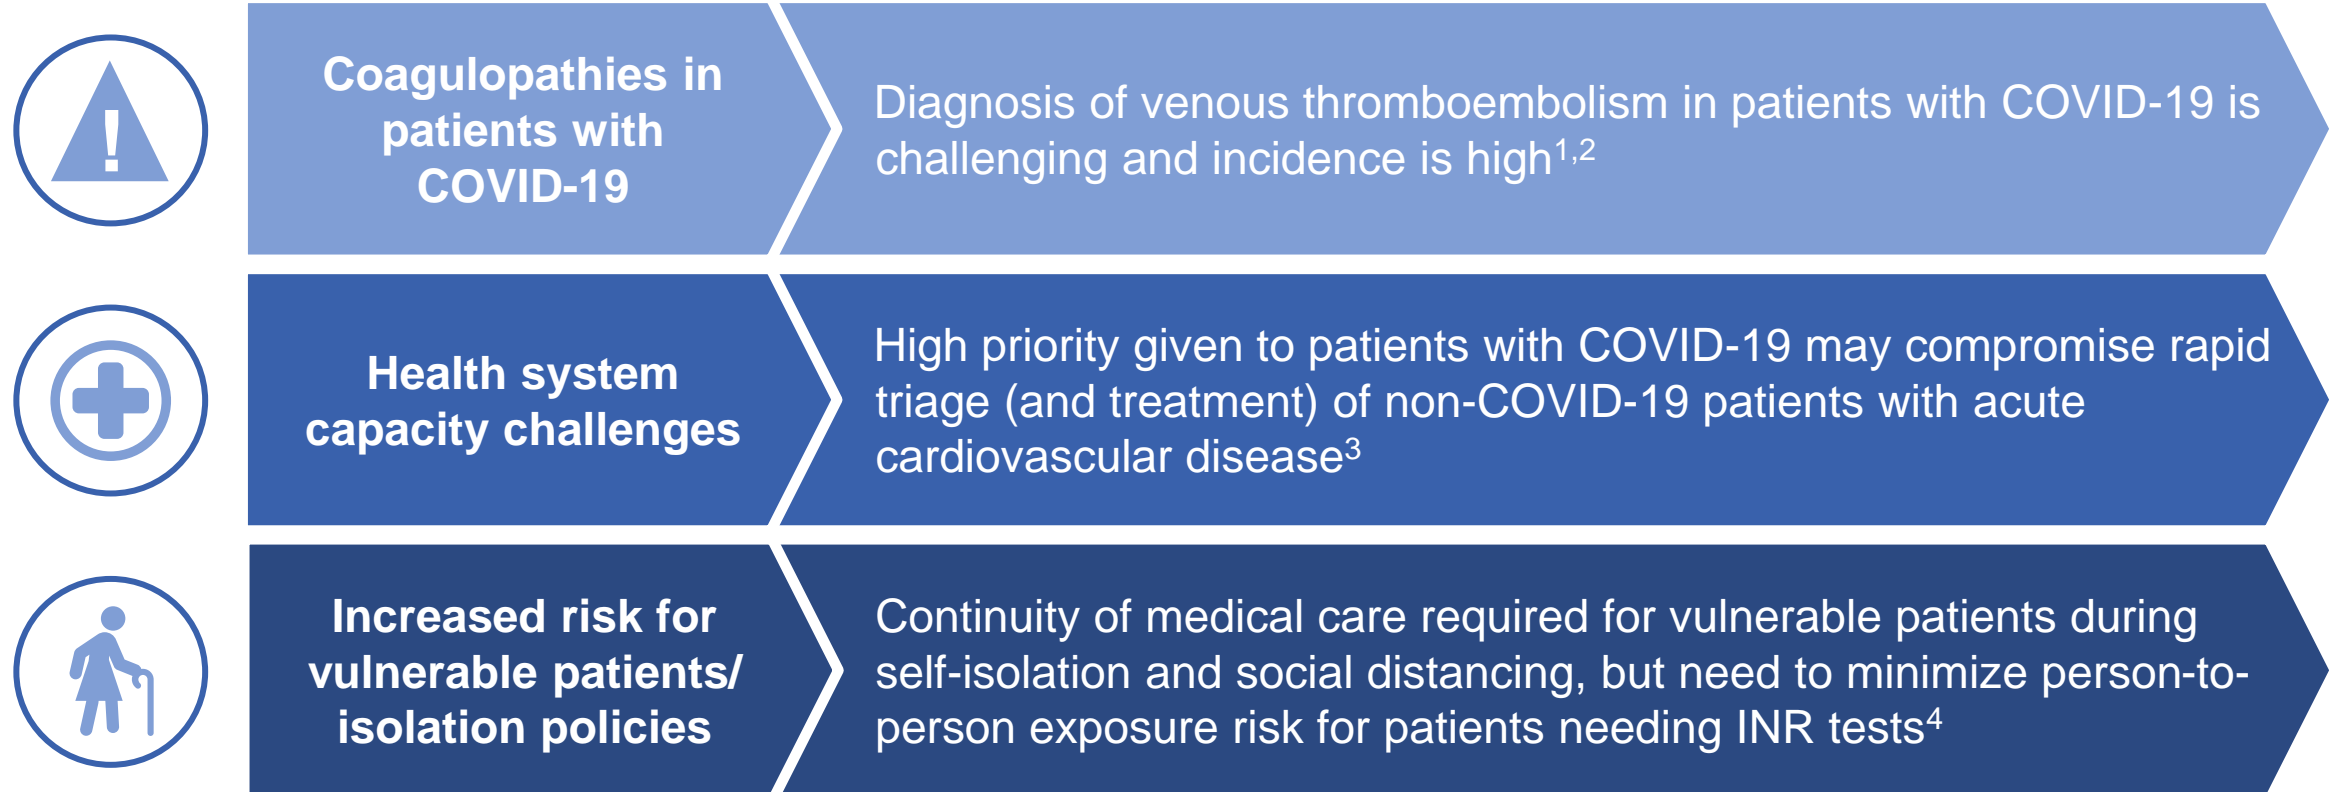 !
Coagulopathies in
patients with
COVID-19
Diagnosis of venous thromboembolism in patients with COVID-19 is
challenging and incidence is high1,2
Health system
capacity challenges
High priority given to patients with COVID-19 may compromise rapid
triage (and treatment) of non-COVID-19 patients with acute
cardiovascular disease3
Increased risk for
vulnerable patients/
isolation policies
Continuity of medical care required for vulnerable patients during
self-isolation and social distancing, but need to minimize person-to-
person exposure risk for patients needing INR tests4